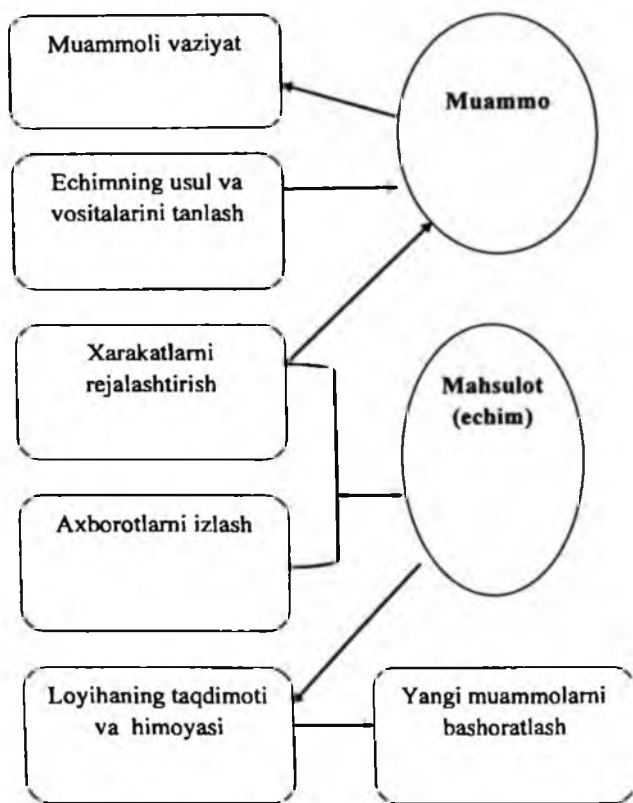 Muammoli vaziyat
Muammo
Echimning usul va
vositalarini tanlash
Xarakatlarni
rejalashtirish
Mahsulot
(echim)
Axborotlarni izlash
Loyihaning taqdimoti
va himoyasi
Yangi muammolarni
bashoratlash